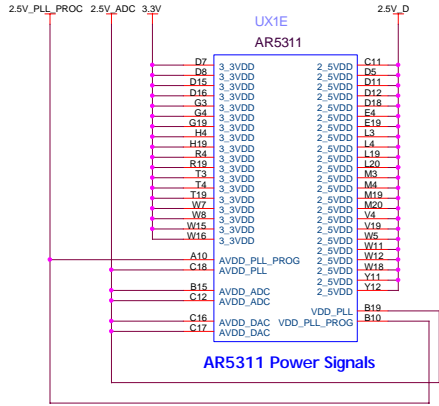 2.5V_PLL_PROC 2.5V_ADC 3.3V 2.5V_D
UX1E
AR5311
D7 3_3VDD 2_5VDD C11
D8 3_3VDD 2_5VDD D5
D15 3_3VDD 2_5VDD D11
D16 3_3VDD 2_5VDD D12
G3 3_3VDD 2_5VDD D18
G4 3_3VDD 2_5VDD E4
G19 3_3VDD 2_5VDD E19
H4 3_3VDD 2_5VDD L3
H19 3_3VDD 2_5VDD L4
R4 3_3VDD 2_5VDD L19
R19 3_3VDD 2_5VDD L20
T3 3_3VDD 2_5VDD M3
T4 3_3VDD 2_5VDD M4
T19 3_3VDD 2_5VDD M19
W7 3_3VDD 2_5VDD M20
W8 3_3VDD 2_5VDD V4
W15 3_3VDD 2_5VDD V19
W16 3_3VDD 2_5VDD W5
2_5VDD W11
A10 AVDD_PLL_PROG 2_5VDD W12
C18 AVDD_PLL 2_5VDD W18
2_5VDD Y11
B15 AVDD_ADC 2_5VDD Y12
C12 AVDD_ADC
VDD_PLL B19
C16 AVDD_DAC VDD_PLL_PROG B10
C17 AVDD_DAC
AR5311 Power Signals